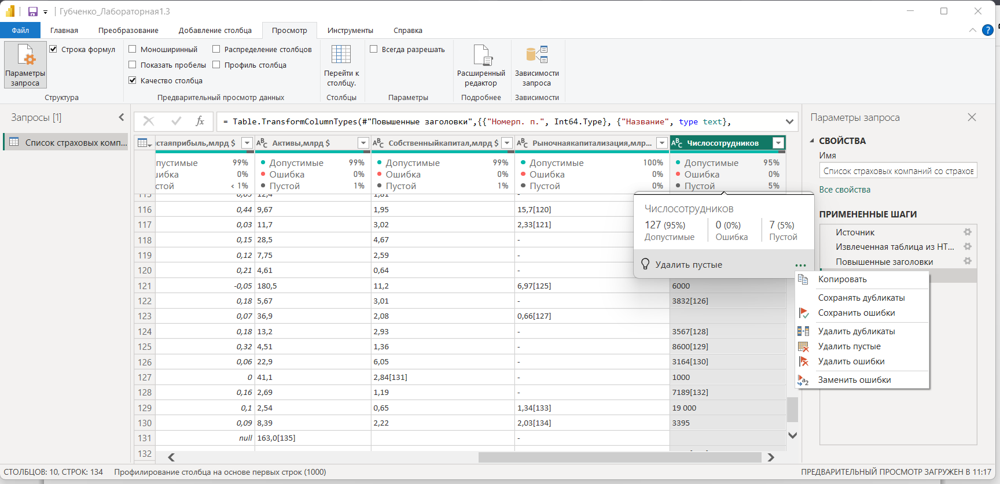 Губченко_Лабораторная1.3
Файл Главная Преобразование Добавление столбца Просмотр Инструменты Справка
Параметры запроса
Строка формул
Структура
Моноширинный
Показать пробелы
Качество столбца
Распределение столбцов
Профиль столбца
Предварительный просмотр данных
Перейти к столбцу.
Столбцы
Всегда разрешать
Параметры
Расширенный редактор
Подробнее
Зависимости запроса
Зависимости
Запросы [1]
Список страховых комп...
= Table.TransformColumnTypes(#"Повышенные заголовки",{{"Номерп. п.", Int64.Type}, {"Название", type text},
стаяприбыль,млрд $ Активы,млрд $ Собственныйкапитал,млрд $ Рыночнаякапитализация,млр... Числосотрудников
пустимые 99% Допустимые 99% Допустимые 99% Допустимые 100% Допустимые 95%
шибка 0% Ошибка 0% Ошибка 0% Ошибка 0% Ошибка 0%
стой < 1% Пустой 1% Пустой 1% Пустой 0% Пустой 5%
116 0,44 9,67 1,95 15,7[120]
117 0,03 11,7 3,02 2,33[121]
118 0,15 28,5 4,67 -
119 0,12 7,75 2,59 -
120 0,21 4,61 0,64 -
121 -0,05 180,5 11,2 6,97[125] 6000
122 0,18 5,67 3,01 - 3832[126]
123 0,07 36,9 2,08 0,66[127]
124 0,18 13,2 2,93 - 3567[128]
125 0,32 4,51 1,36 - 8600[129]
126 0,06 22,9 6,05 - 3164[130]
127 0 41,1 2,84[131] - 1000
128 0,16 2,69 1,19 - 7189[132]
129 0,1 2,54 0,65 1,34[133] 19 000
130 0,09 8,39 2,22 2,03[134] 3395
131 null 163,0[135] -
132
Числосотрудников
127 (95%) 0 (0%) 7 (5%)
Допустимые Ошибка Пустой
Удалить пустые
Копировать
Сохранять дубликаты
Сохранить ошибки
Удалить дубликаты
Удалить пустые
Удалить ошибки
Заменить ошибки
Параметры запроса
СВОЙСТВА
Имя
Список страховых компаний со страхов
Все свойства
ПРИМЕНЕННЫЕ ШАГИ
Источник
Извлеченная таблица из HT...
Повышенные заголовки
СТОЛБЦОВ: 10, СТРОК: 134 Профилирование столбца на основе первых строк (1000)
ПРЕДВАРИТЕЛЬНЫЙ ПРОСМОТР ЗАГРУЖЕН В 11:17